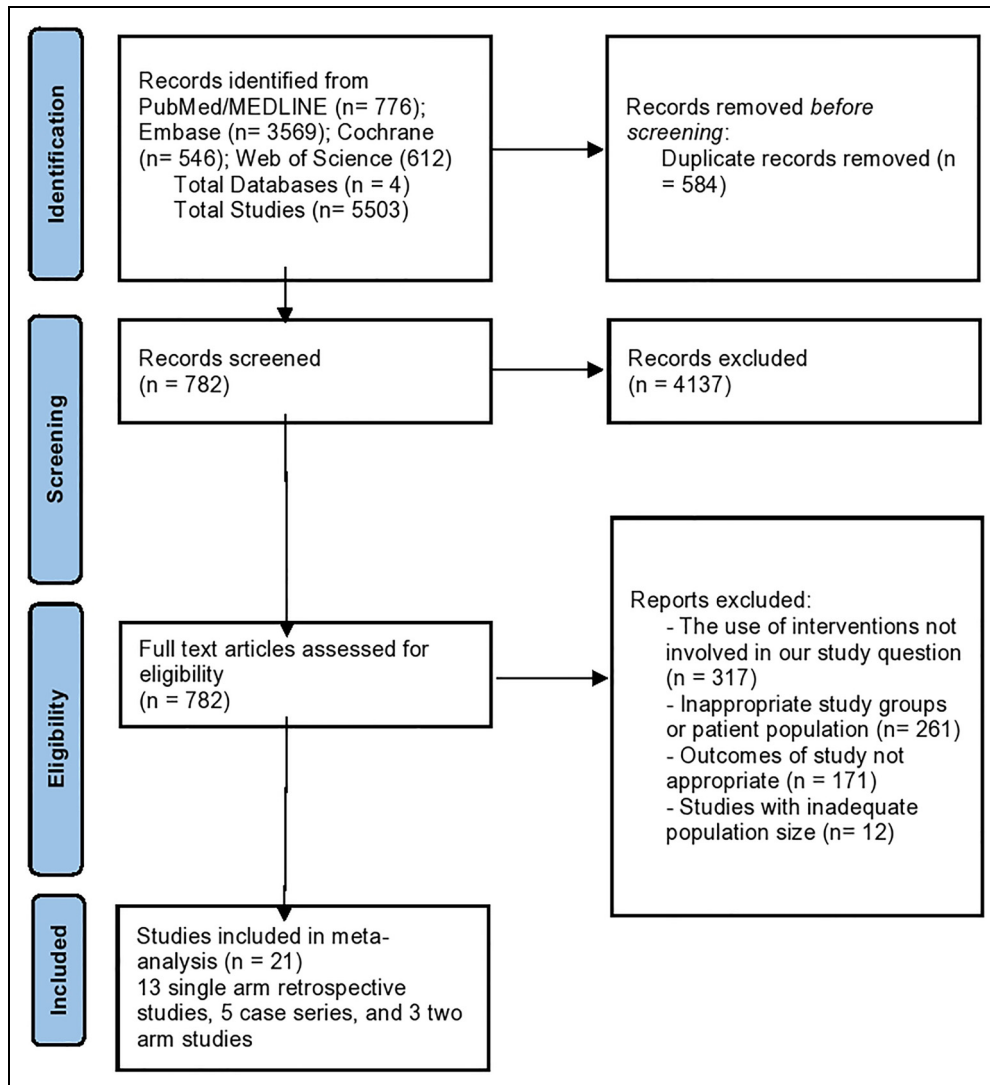 Identification
Records identified from
PubMed/MEDLINE (n= 776);
Embase (n= 3569); Cochrane
(n= 546); Web of Science (612)
Total Databases (n = 4)
Total Studies (n= 5503)
Records removed before
screening:
Duplicate records removed (n
= 584)
Screening
Records screened
(n = 782)
Records excluded
(n = 4137)
Eligibility
Full text articles assessed for
eligibility
(n = 782)
Reports excluded:
- The use of interventions not
involved in our study question
(n = 317)
- Inappropriate study groups
or patient population (n= 261)
- Outcomes of study not
appropriate (n = 171)
- Studies with inadequate
population size (n= 12)
Included
Studies included in meta-
analysis (n = 21)
13 single arm retrospective
studies, 5 case series, and 3 two
arm studies